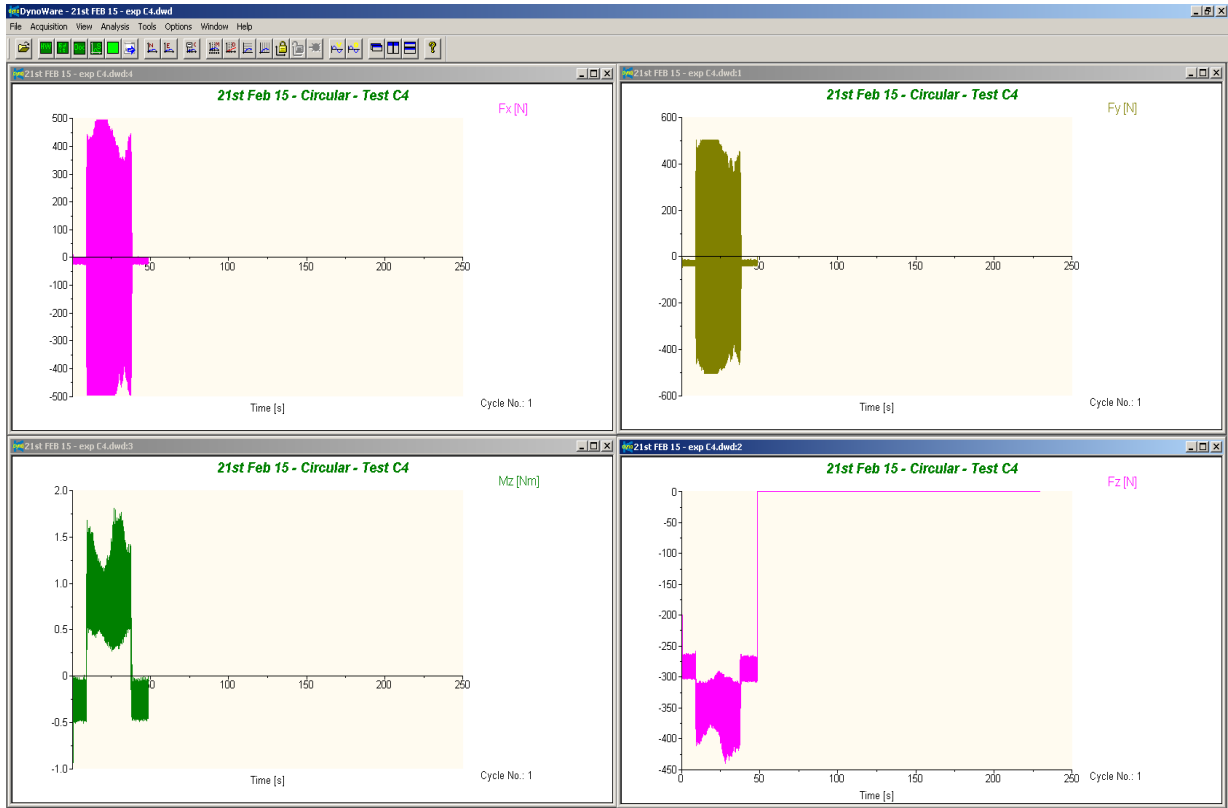 DynoWare - 21st FEB 15 - exp C4.dwd
File Acquisition View Analysis Tools Options Window Help
21st FEB 15 - exp C4.dwd:4
21st Feb 15 - Circular - Test C4
Fx [N]
500
400
300
200
100
0
-100
-200
-300
-400
-500
50 100 150 200 250
Time [s]
Cycle No.: 1
21st FEB 15 - exp C4.dwd:1
21st Feb 15 - Circular - Test C4
Fy [N]
600
400
200
0
-200
-400
-600
50 100 150 200 250
Time [s]
Cycle No.: 1
21st FEB 15 - exp C4.dwd:3
21st Feb 15 - Circular - Test C4
Mz [Nm]
2.0
1.5
1.0
0.5
0
-0.5
-1.0
50 100 150 200 250
Time [s]
Cycle No.: 1
21st FEB 15 - exp C4.dwd:2
21st Feb 15 - Circular - Test C4
Fz [N]
0
-50
-100
-150
-200
-250
-300
-350
-400
-450
0 50 100 150 200 250
Time [s]
Cycle No.: 1